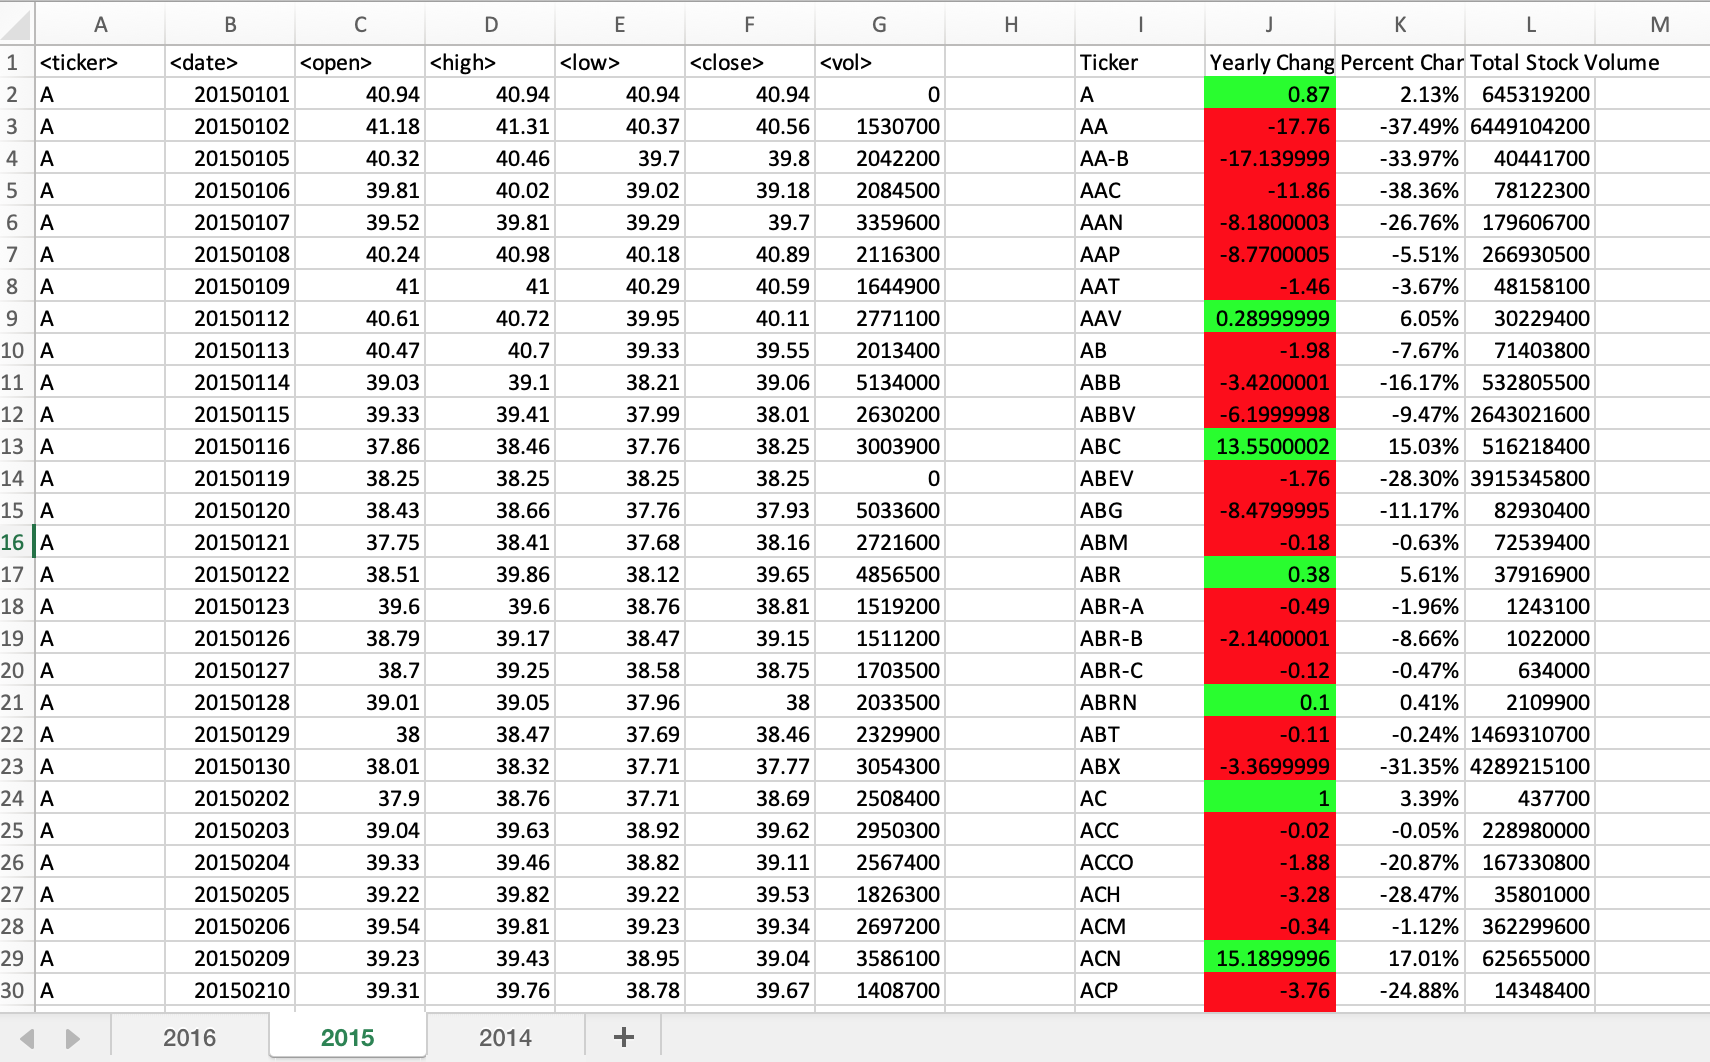 A B C D E F G H I J K L M
1 <ticker> <date> <open> <high> <low> <close> <vol> Ticker Yearly Chang Percent Char Total Stock Volume
2 A 20150101 40.94 40.94 40.94 40.94 0 A 0.87 2.13% 645319200
3 A 20150102 41.18 41.31 40.37 40.56 1530700 AA -17.76 -37.49% 6449104200
4 A 20150105 40.32 40.46 39.7 39.8 2042200 AA-B -17.139999 -33.97% 40441700
5 A 20150106 39.81 40.02 39.02 39.18 2084500 AAC -11.86 -38.36% 78122300
6 A 20150107 39.52 39.81 39.29 39.7 3359600 AAN -8.1800003 -26.76% 179606700
7 A 20150108 40.24 40.98 40.18 40.89 2116300 AAP -8.7700005 -5.51% 266930500
8 A 20150109 41 41 40.29 40.59 1644900 AAT -1.46 -3.67% 48158100
9 A 20150112 40.61 40.72 39.95 40.11 2771100 AAV 0.28999999 6.05% 30229400
10 A 20150113 40.47 40.7 39.33 39.55 2013400 AB -1.98 -7.67% 71403800
11 A 20150114 39.03 39.1 38.21 39.06 5134000 ABB -3.4200001 -16.17% 532805500
12 A 20150115 39.33 39.41 37.99 38.01 2630200 ABBV -6.1999998 -9.47% 2643021600
13 A 20150116 37.86 38.46 37.76 38.25 3003900 ABC 13.5500002 15.03% 516218400
14 A 20150119 38.25 38.25 38.25 38.25 0 ABEV -1.76 -28.30% 3915345800
15 A 20150120 38.43 38.66 37.76 37.93 5033600 ABG -8.4799995 -11.17% 82930400
16 A 20150121 37.75 38.41 37.68 38.16 2721600 ABM -0.18 -0.63% 72539400
17 A 20150122 38.51 39.86 38.12 39.65 4856500 ABR 0.38 5.61% 37916900
18 A 20150123 39.6 39.6 38.76 38.81 1519200 ABR-A -0.49 -1.96% 1243100
19 A 20150126 38.79 39.17 38.47 39.15 1511200 ABR-B -2.1400001 -8.66% 1022000
20 A 20150127 38.7 39.25 38.58 38.75 1703500 ABR-C -0.12 -0.47% 634000
21 A 20150128 39.01 39.05 37.96 38 2033500 ABRN 0.1 0.41% 2109900
22 A 20150129 38 38.47 37.69 38.46 2329900 ABT -0.11 -0.24% 1469310700
23 A 20150130 38.01 38.32 37.71 37.77 3054300 ABX -3.3699999 -31.35% 4289215100
24 A 20150202 37.9 38.76 37.71 38.69 2508400 AC 1 3.39% 437700
25 A 20150203 39.04 39.63 38.92 39.62 2950300 ACC -0.02 -0.05% 228980000
26 A 20150204 39.33 39.46 38.82 39.11 2567400 ACCO -1.88 -20.87% 167330800
27 A 20150205 39.22 39.82 39.22 39.53 1826300 ACH -3.28 -28.47% 35801000
28 A 20150206 39.54 39.81 39.23 39.34 2697200 ACM -0.34 -1.12% 362299600
29 A 20150209 39.23 39.43 38.95 39.04 3586100 ACN 15.1899996 17.01% 625655000
30 A 20150210 39.31 39.76 38.78 39.67 1408700 ACP -3.76 -24.88% 14348400
2016 2015 2014 +